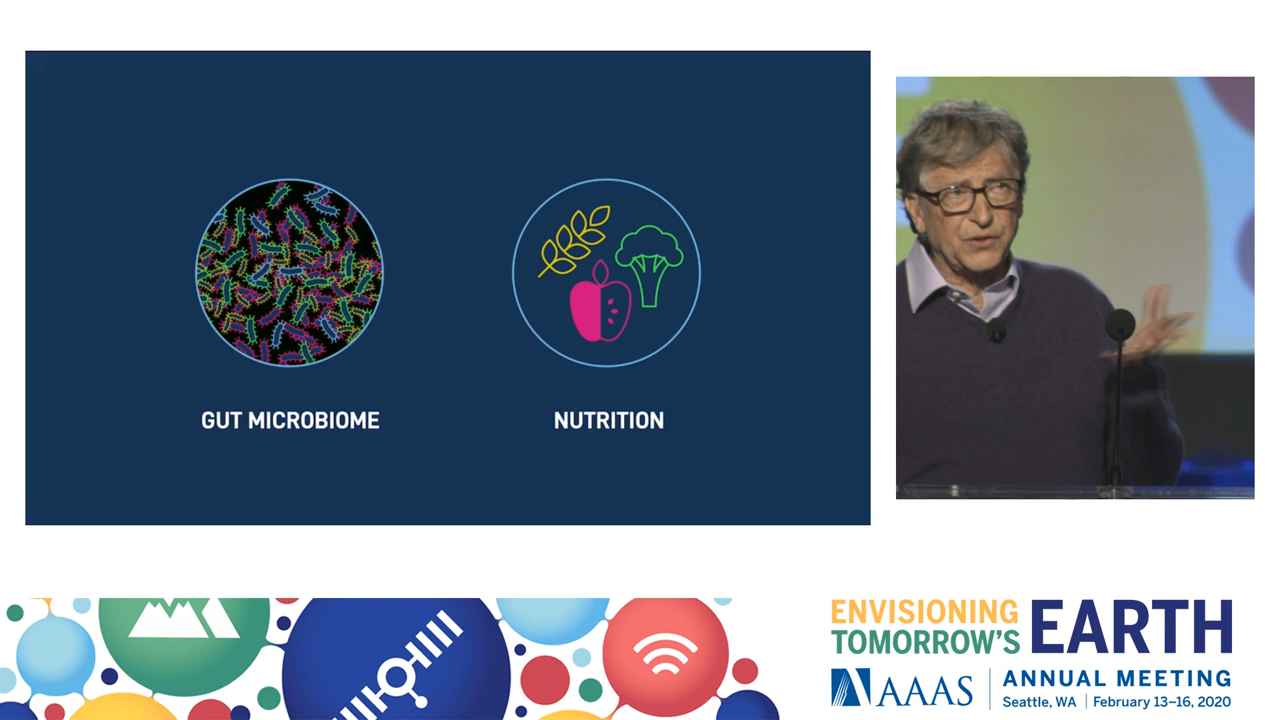 GUT MICROBIOME
NUTRITION
ENVISIONING
TOMORROW'S
EARTH
AAAS
ANNUAL MEETING
Seattle, WA | February 13–16, 2020